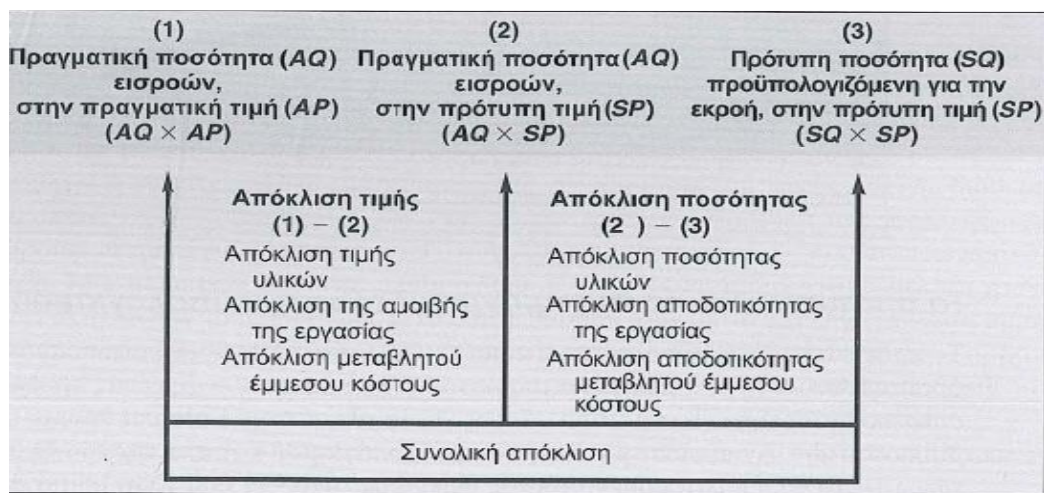 (1)
Πραγματική ποσότητα (AQ)
εισροών,
στην πραγματική τιμή (AP)
(AQ × AP)
(2)
Πραγματική ποσότητα (AQ)
εισροών,
στην πρότυπη τιμή (SP)
(AQ × SP)
(3)
Πρότυπη ποσότητα (SQ)
προϋπολογιζόμενη για την
εκροή, στην πρότυπη τιμή (SP)
(SQ × SP)
Απόκλιση τιμής
(1) – (2)
Απόκλιση τιμής
υλικών
Απόκλιση της αμοιβής
της εργασίας
Απόκλιση μεταβλητού
έμμεσου κόστους
Απόκλιση ποσότητας
(2 ) – (3)
Απόκλιση ποσότητας
υλικών
Απόκλιση αποδοτικότητας
της εργασίας
Απόκλιση αποδοτικότητας
μεταβλητού έμμεσου
κόστους
Συνολική απόκλιση